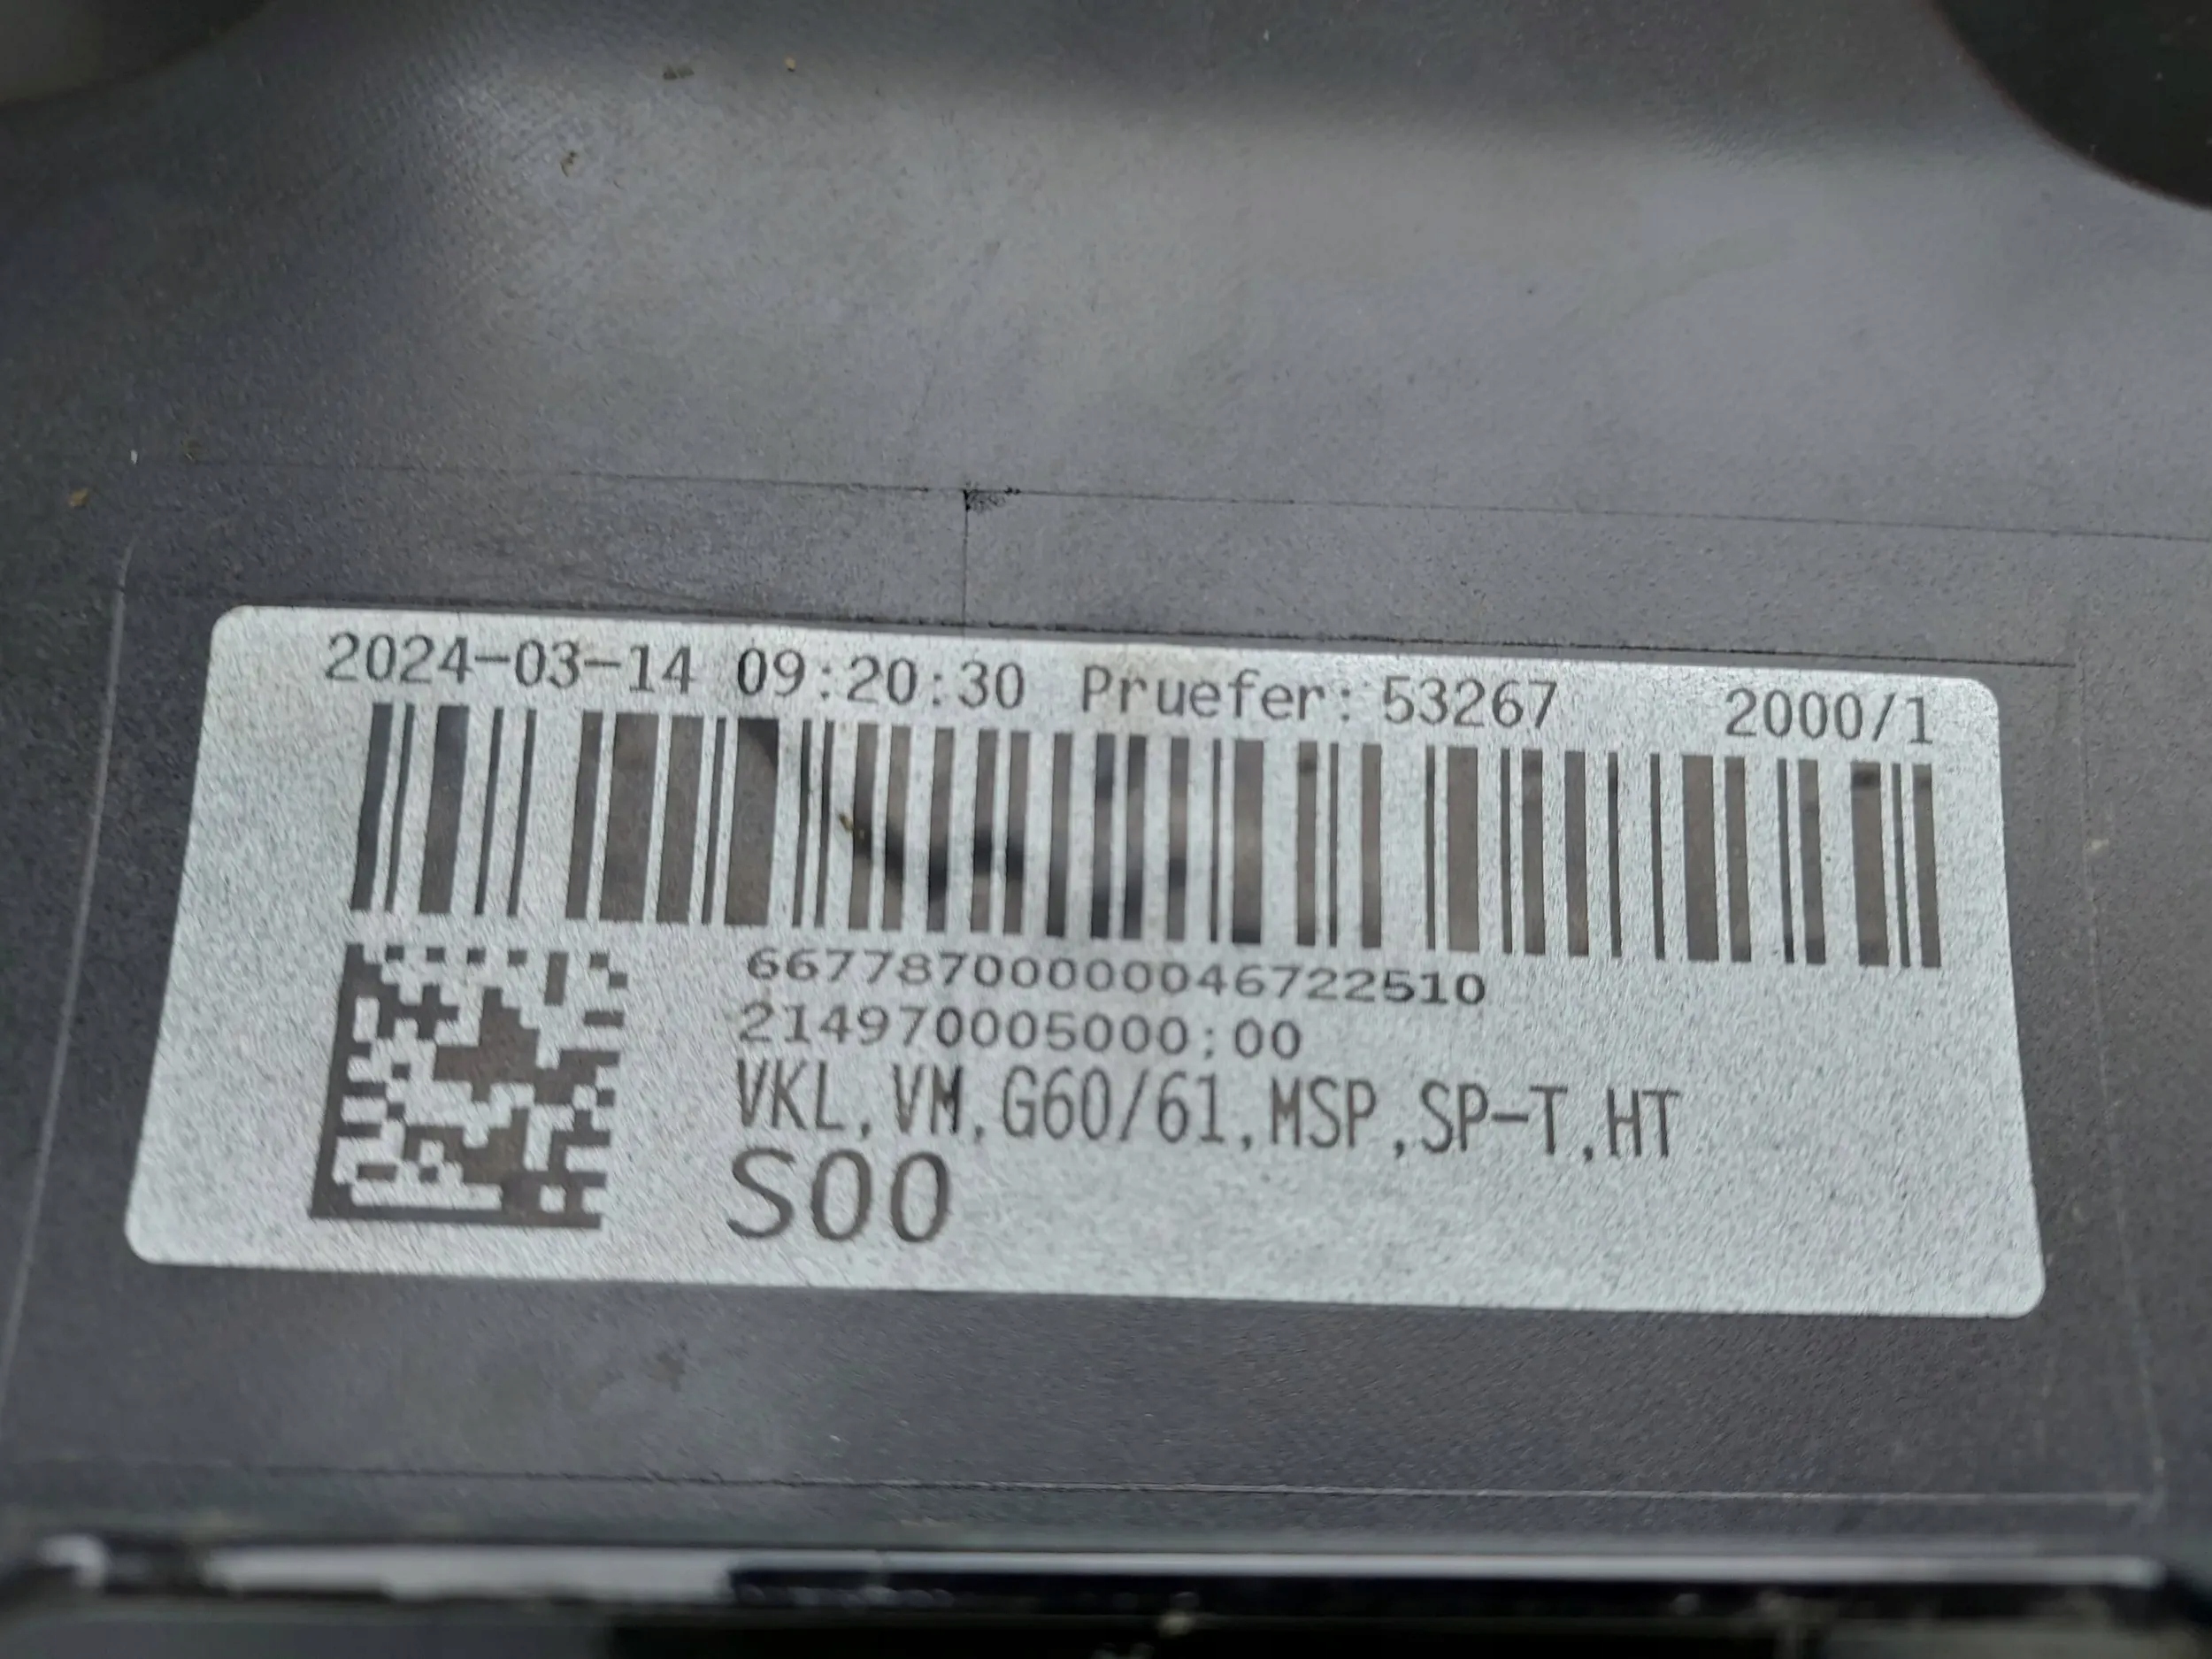 2024-03-14 09:20:30 Pruefer: 53267 2000/1
66778700000046722510
214970005000;00
VKL,VM,G60/61,MSP,SP-T,HT
S00